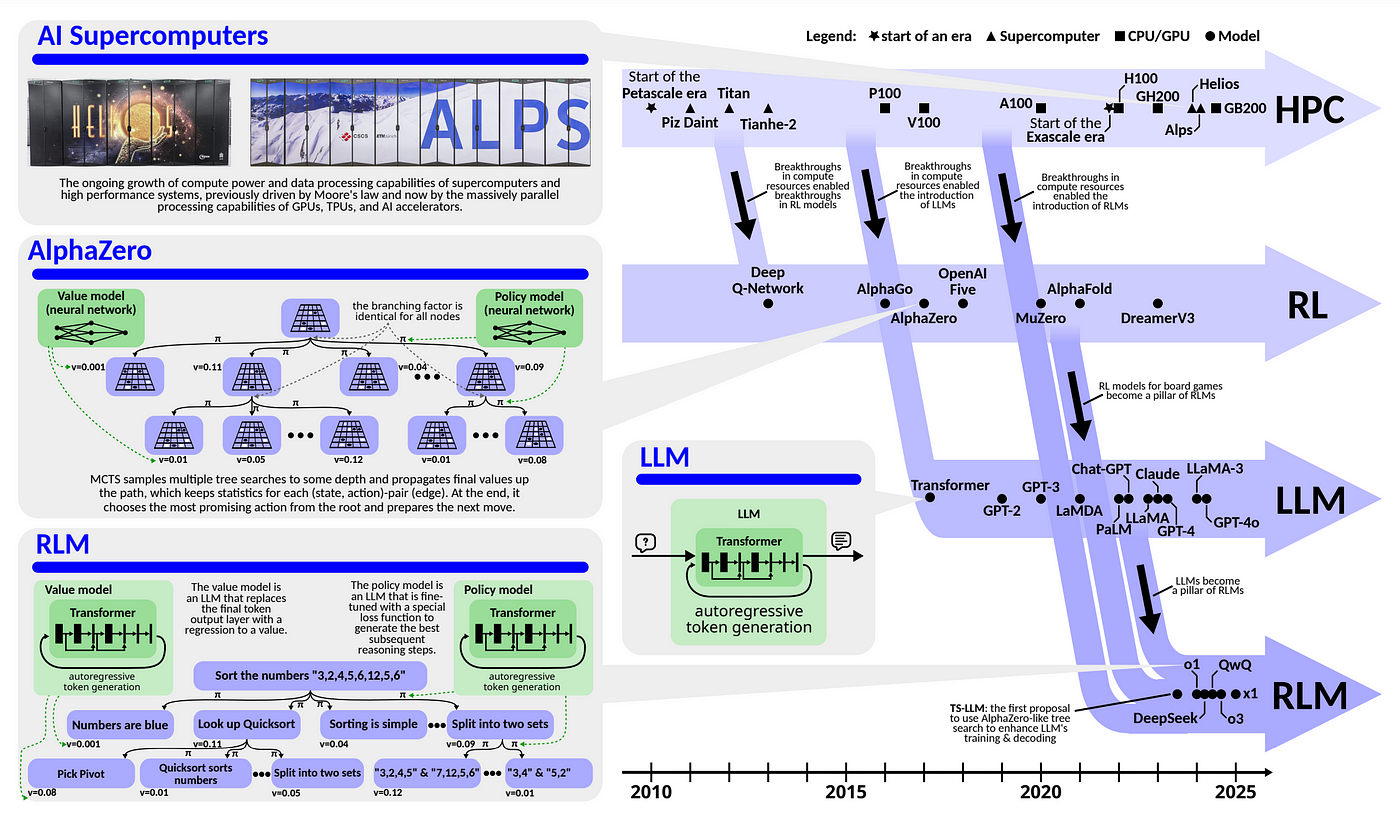 AI Supercomputers
HELIOS
CSCS
ETH zürich
ALPS
The ongoing growth of compute power and data processing capabilities of supercomputers and
high performance systems, previously driven by Moore's law and now by the massively parallel
processing capabilities of GPUs, TPUs, and AI accelerators.
AlphaZero
Value model
(neural network)
the branching factor is
identical for all nodes
Policy model
(neural network)
π
π
π
π
v=0.001
v=0.11
v=0.04
v=0.09
π
π
π
π
π
v=0.01
v=0.05
v=0.12
v=0.01
v=0.08
MCTS samples multiple tree searches to some depth and propagates final values up
the path, which keeps statistics for each (state, action)-pair (edge). At the end, it
chooses the most promising action from the root and prepares the next move.
RLM
Value model
Transformer
autoregressive
token generation
The value model is
an LLM that replaces
the final token
output layer with a
regression to a value.
The policy model is
an LLM that is fine-
tuned with a special
loss function to
generate the best
subsequent
reasoning steps.
Policy model
Transformer
autoregressive
token generation
Sort the numbers "3,2,4,5,6,12,5,6"
π
π
π
π
Numbers are blue
Look up Quicksort
Sorting is simple
Split into two sets
v=0.001
v=0.11
v=0.04
v=0.09
π
π
π
π
π
Pick Pivot
Quicksort sorts
numbers
Split into two sets
"3,2,4,5" & "7,12,5,6"
"3,4" & "5,2"
v=0.08
v=0.01
v=0.05
v=0.12
v=0.01
Legend:
start of an era
Supercomputer
CPU/GPU
Model
Start of the
Petascale era
Piz Daint
Titan
Tianhe-2
P100
V100
A100
Start of the
Exascale era
H100
GH200
Alps
Helios
GB200
HPC
Breakthroughs
in compute
resources enabled
breakthroughs
in RL models
Breakthroughs
in compute
resources enabled
the introduction
of LLMs
Breakthroughs in
compute resources
enabled the
introduction of RLMs
Deep
Q-Network
AlphaGo
AlphaZero
OpenAI
Five
MuZero
AlphaFold
DreamerV3
RL
RL models for board games
become a pillar of RLMs
LLM
LLM
Transformer
autoregressive
token generation
Transformer
GPT-2
GPT-3
LaMDA
Chat-GPT
PaLM
LLaMA
Claude
GPT-4
LLaMA-3
GPT-4o
LLM
LLMs become
a pillar of RLMs
TS-LLM: the first proposal
to use AlphaZero-like tree
search to enhance LLM's
training & decoding
o1
QwQ
x1
DeepSeek
o3
RLM
2010
2015
2020
2025